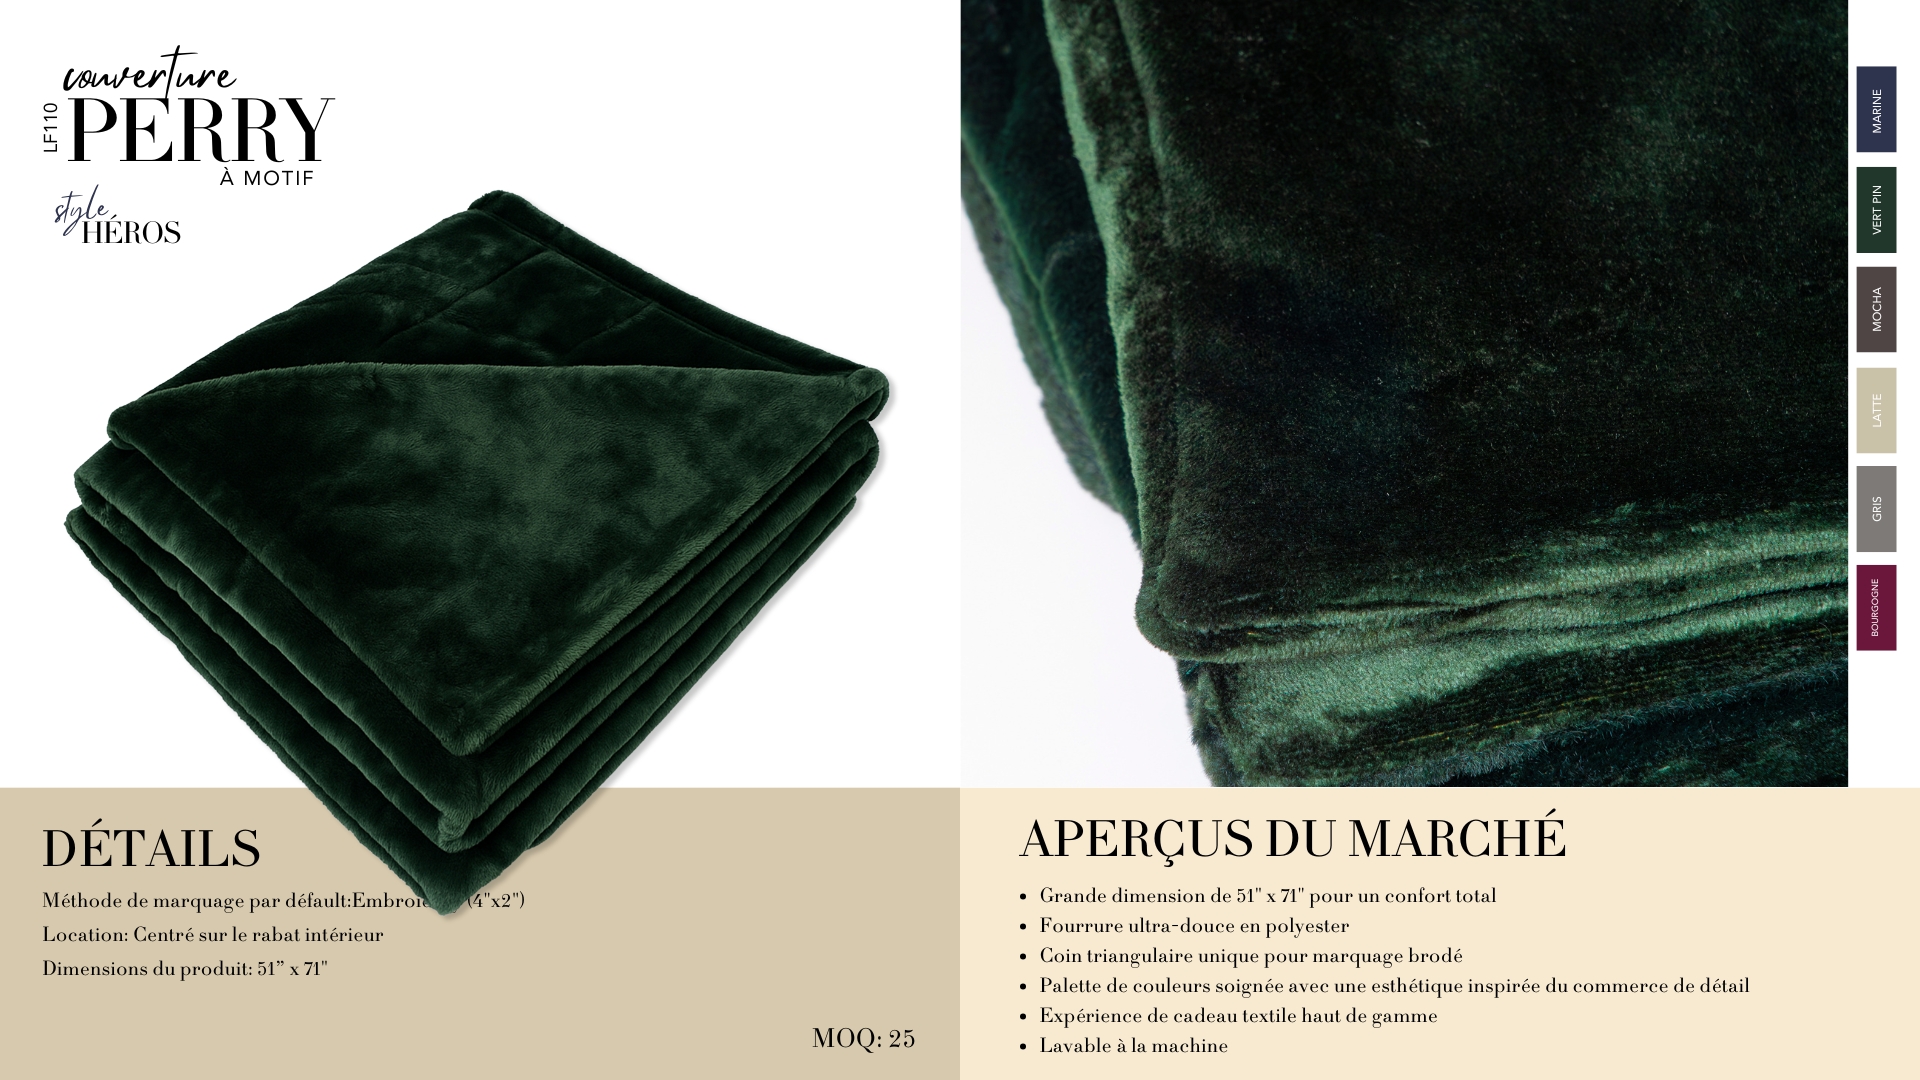 couverture
LF110
PERRY
À MOTIF
style
HÉROS
MARINE
VERT PIN
MOCHA
LATTE
GRIS
BOURGOGNE
DÉTAILS
Méthode de marquage par défault: (4"x2")
Location: Centré sur le rabat intérieur
Dimensions du produit: 51” x 71"
MOQ: 25
APERÇUS DU MARCHÉ
• Grande dimension de 51" x 71" pour un confort total
• Fourrure ultra-douce en polyester
• Coin triangulaire unique pour marquage brodé
• Palette de couleurs soignée avec une esthétique inspirée du commerce de détail
• Expérience de cadeau textile haut de gamme
• Lavable à la machine